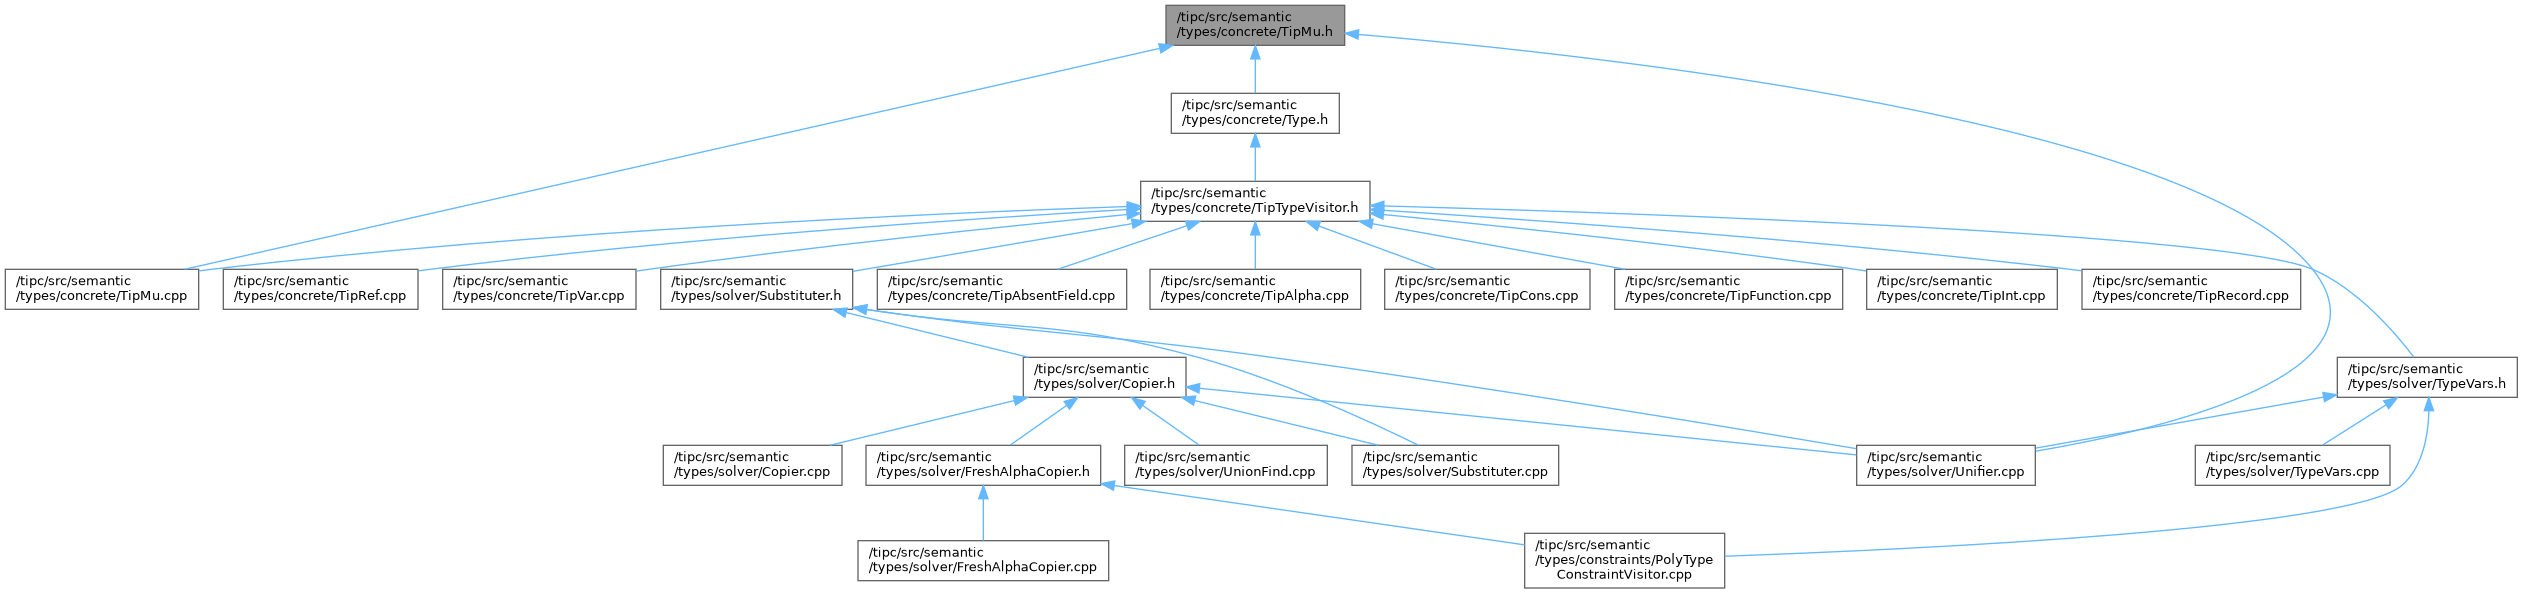 /tipc/src/semantic
/types/concrete/TipMu.h
/tipc/src/semantic
/types/concrete/Type.h
/tipc/src/semantic
/types/concrete/TipTypeVisitor.h
/tipc/src/semantic
/types/concrete/TipMu.cpp
/tipc/src/semantic
/types/concrete/TipRef.cpp
/tipc/src/semantic
/types/concrete/TipVar.cpp
/tipc/src/semantic
/types/solver/Substituter.h
/tipc/src/semantic
/types/concrete/TipAbsentField.cpp
/tipc/src/semantic
/types/concrete/TipAlpha.cpp
/tipc/src/semantic
/types/concrete/TipCons.cpp
/tipc/src/semantic
/types/concrete/TipFunction.cpp
/tipc/src/semantic
/types/concrete/TipInt.cpp
/tipc/src/semantic
/types/concrete/TipRecord.cpp
/tipc/src/semantic
/types/solver/Copier.h
/tipc/src/semantic
/types/solver/TypeVars.h
/tipc/src/semantic
/types/solver/Copier.cpp
/tipc/src/semantic
/types/solver/FreshAlphaCopier.h
/tipc/src/semantic
/types/solver/UnionFind.cpp
/tipc/src/semantic
/types/solver/Substituter.cpp
/tipc/src/semantic
/types/solver/Unifier.cpp
/tipc/src/semantic
/types/solver/TypeVars.cpp
/tipc/src/semantic
/types/solver/FreshAlphaCopier.cpp
/tipc/src/semantic
/types/constraints/PolyType
ConstraintVisitor.cpp